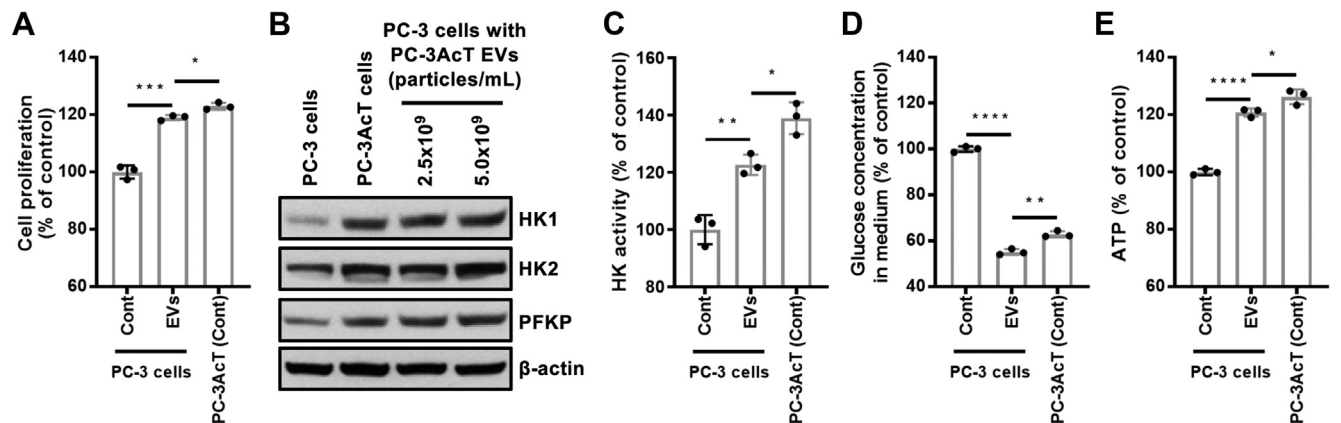 A
Cell proliferation
(% of control)
140
120
100
80
60
***
*
Cont
EVs
PC-3AcT (Cont)
PC-3 cells
B
PC-3 cells with
PC-3AcT EVs
(particles/mL)
PC-3 cells
PC-3AcT cells
2.5x10⁹
5.0x10⁹
HK1
HK2
PFKP
β-actin
C
HK activity (% of control)
160
140
120
100
80
**
*
Cont
EVs
PC-3AcT (Cont)
PC-3 cells
D
Glucose concentration
in medium (% of control)
140
120
100
80
60
40
****
**
Cont
EVs
PC-3AcT (Cont)
PC-3 cells
E
ATP (% of control)
140
120
100
80
60
****
*
Cont
EVs
PC-3AcT (Cont)
PC-3 cells